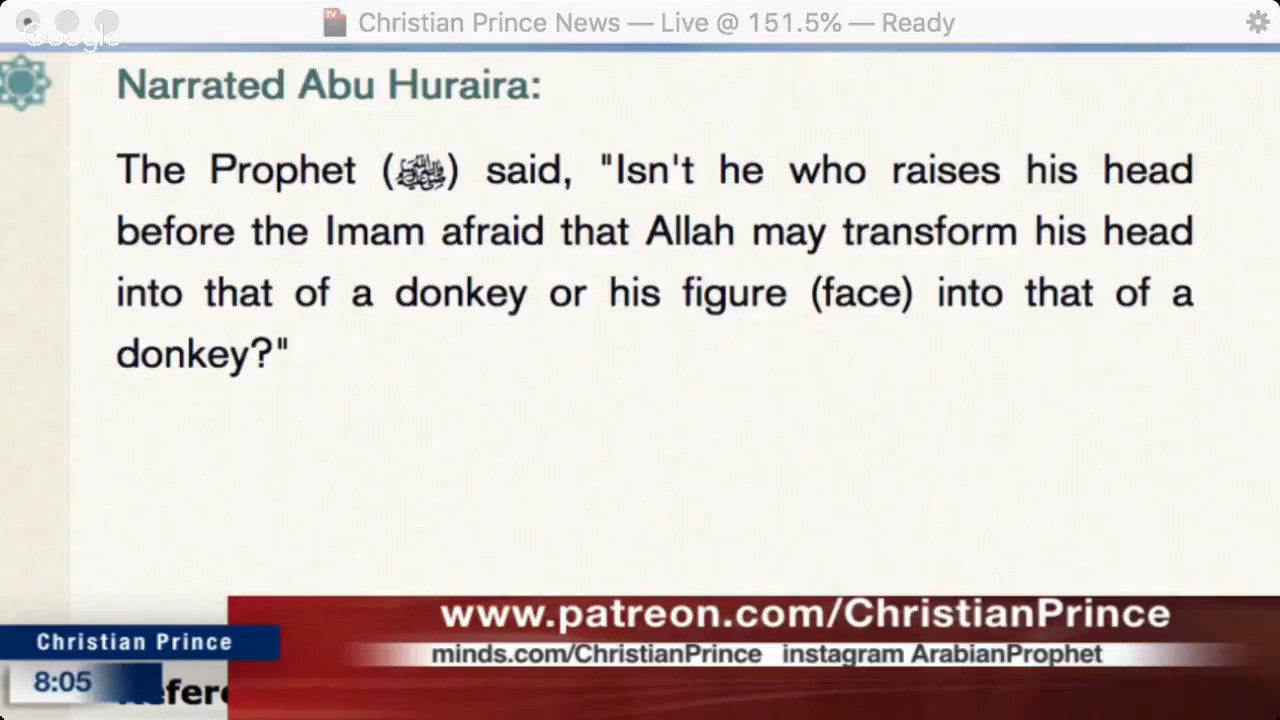 Christian Prince News — Live @ 151.5% — Ready
Google
Narrated Abu Huraira:
The Prophet (ﷺ) said, "Isn't he who raises his head
before the Imam afraid that Allah may transform his head
into that of a donkey or his figure (face) into that of a
donkey?"
www.patreon.com/ChristianPrince
Christian Prince
minds.com/ChristianPrince instagram ArabianProphet
8:05